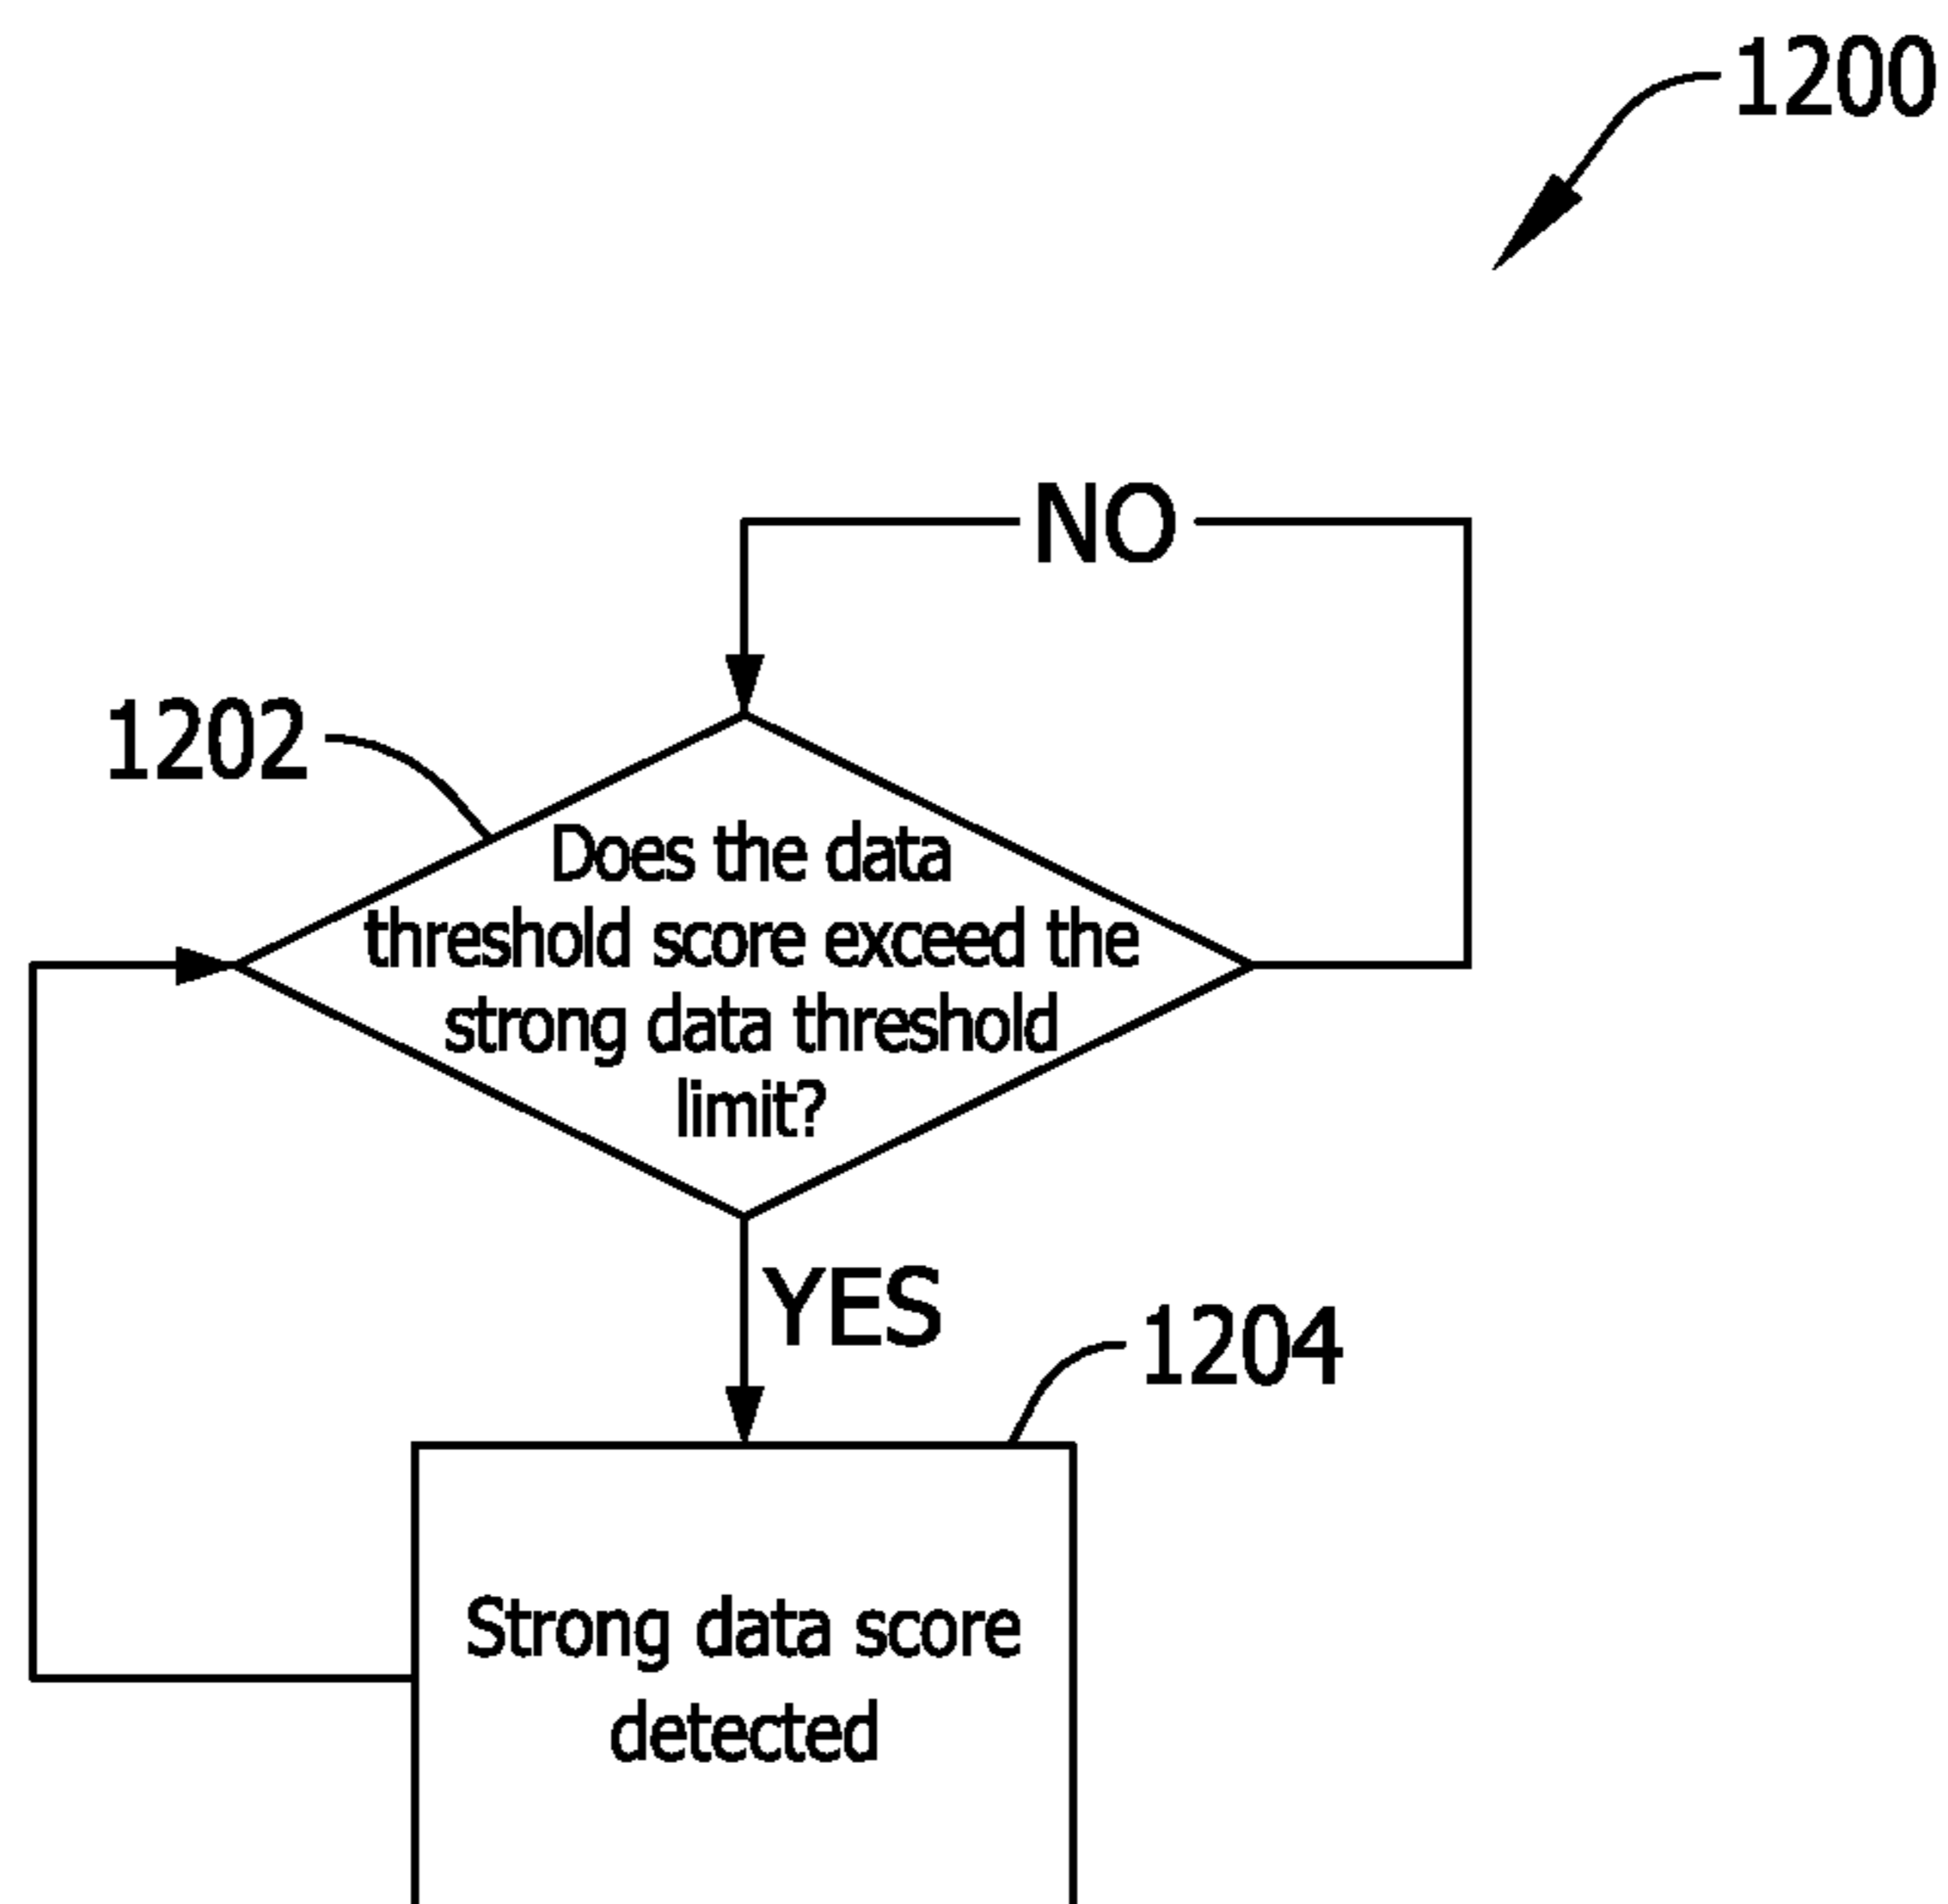 1200
NO
1202
Does the data
threshold score exceed the
strong data threshold
limit?
YES
1204
Strong data score
detected